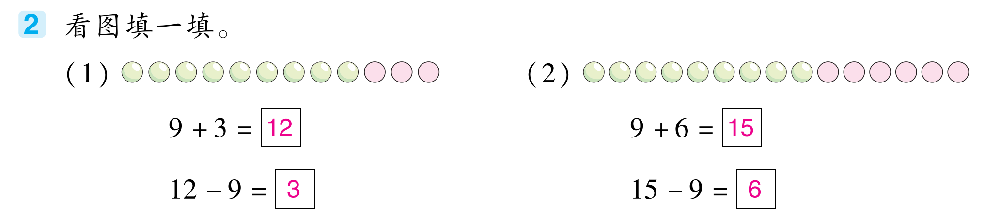 2 看图填一填。
(1)
9 + 3 = 12
12 − 9 = 3
(2)
9 + 6 = 15
15 − 9 = 6